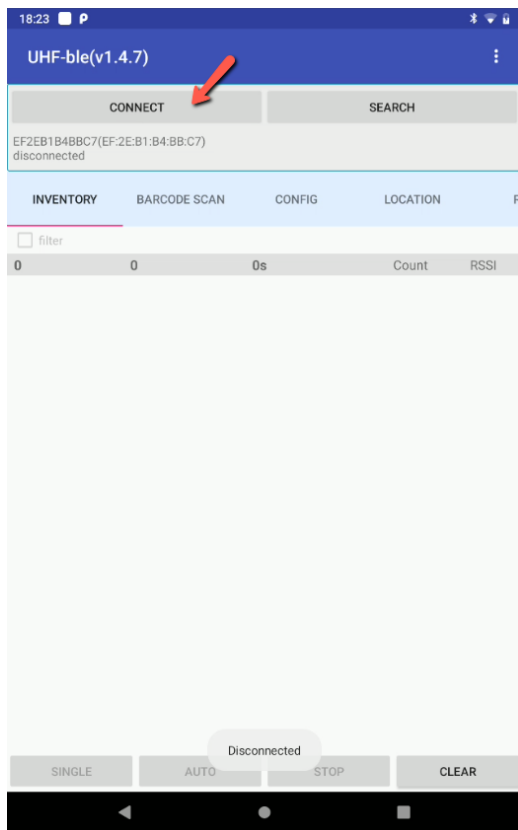 18:23 P
UHF-ble(v1.4.7)
CONNECT SEARCH
EF2EB1B4BBC7(EF:2E:B1:B4:BB:C7)
disconnected
INVENTORY BARCODE SCAN CONFIG LOCATION
filter
0 0 0s Count RSSI
Disconnected
SINGLE AUTO STOP CLEAR